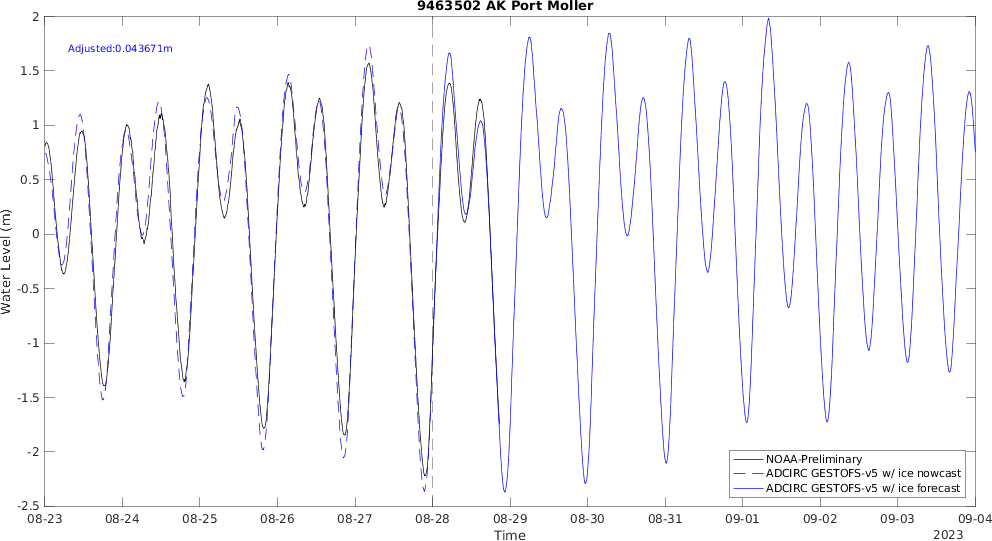 9463502 AK Port Moller
Adjusted:0.043671m
Water Level (m)
2
1.5
1
0.5
0
-0.5
-1
-1.5
-2
-2.5
NOAA-Preliminary
ADCIRC GESTOFS-v5 w/ ice nowcast
ADCIRC GESTOFS-v5 w/ ice forecast
08-23 08-24 08-25 08-26 08-27 08-28 08-29 08-30 08-31 09-01 09-02 09-03 09-04
Time
2023